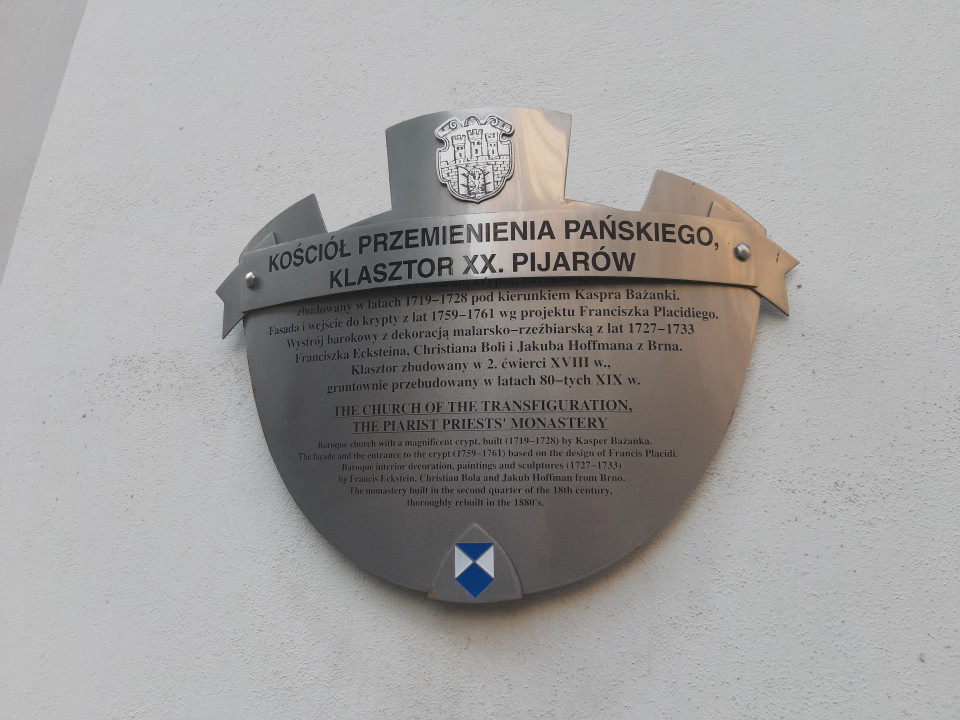 KOŚCIÓŁ PRZEMIENIENIA PAŃSKIEGO,
KLASZTOR XX. PIJARÓW
zbudowany w latach 1719–1728 pod kierunkiem Kaspra Bażanki.
Fasada i wejście do krypty z lat 1759–1761 wg projektu Franciszka Placidiego.
Wystrój barokowy z dekoracją malarsko–rzeźbiarską z lat 1727–1733
Franciszka Ecksteina, Christiana Boli i Jakuba Hoffmana z Brna.
Klasztor zbudowany w 2. ćwierci XVIII w.,
gruntownie przebudowany w latach 80–tych XIX w.
THE CHURCH OF THE TRANSFIGURATION,
THE PIARIST PRIESTS' MONASTERY
Baroque church with a magnificent crypt, built (1719–1728) by Kasper Bażanka.
The façade and the entrance to the crypt (1759–1761) based on the design of Francis Placidi.
Baroque interior decoration, paintings and sculptures (1727–1733)
by Francis Eckstein, Christian Bola and Jakub Hoffman from Brno.
The monastery built in the second quarter of the 18th century,
thoroughly rebuilt in the 1880's.